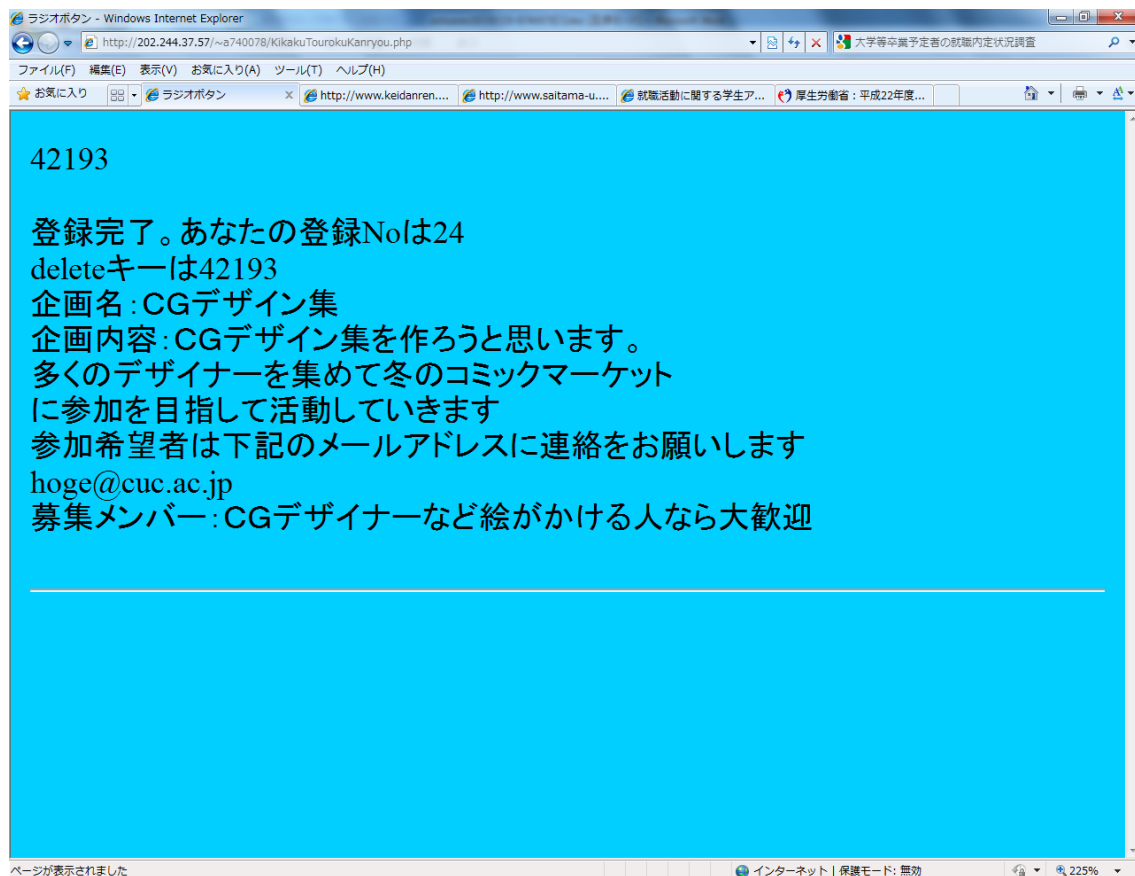 ラジオボタン - Windows Internet Explorer
http://202.244.37.57/~a740078/KikakuTourokuKanryou.php
大学等卒業予定者の就職内定状況調査
ファイル(F) 編集(E) 表示(V) お気に入り(A) ツール(T) ヘルプ(H)
お気に入り ラジオボタン x http://www.keidanren.... http://www.saitama-u.... 就職活動に関する学生ア... 厚生労働省：平成22年度...
42193
登録完了。あなたの登録Noは24
deleteキーは42193
企画名：ＣＧデザイン集
企画内容：ＣＧデザイン集を作ろうと思います。
多くのデザイナーを集めて冬のコミックマーケット
に参加を目指して活動していきます
参加希望者は下記のメールアドレスに連絡をお願いします
hoge@cuc.ac.jp
募集メンバー：ＣＧデザイナーなど絵がかける人なら大歓迎
ページが表示されました
インターネット | 保護モード: 無効
225%